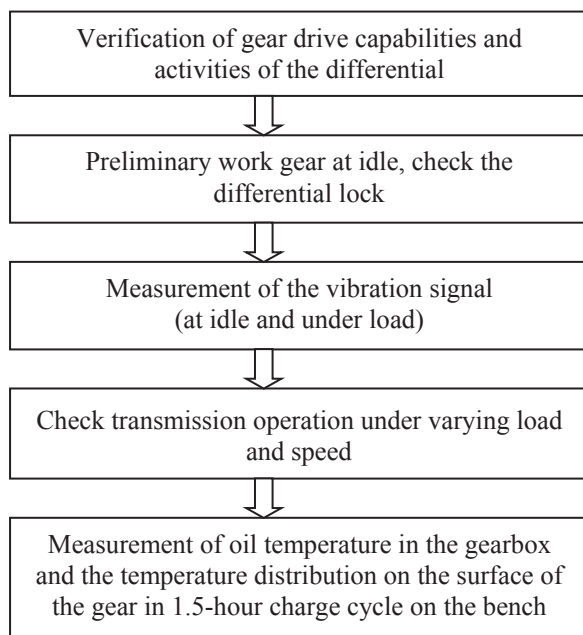 Verification of gear drive capabilities and
activities of the differential
Preliminary work gear at idle, check the
differential lock
Measurement of the vibration signal
(at idle and under load)
Check transmission operation under varying load
and speed
Measurement of oil temperature in the gearbox
and the temperature distribution on the surface of
the gear in 1.5-hour charge cycle on the bench